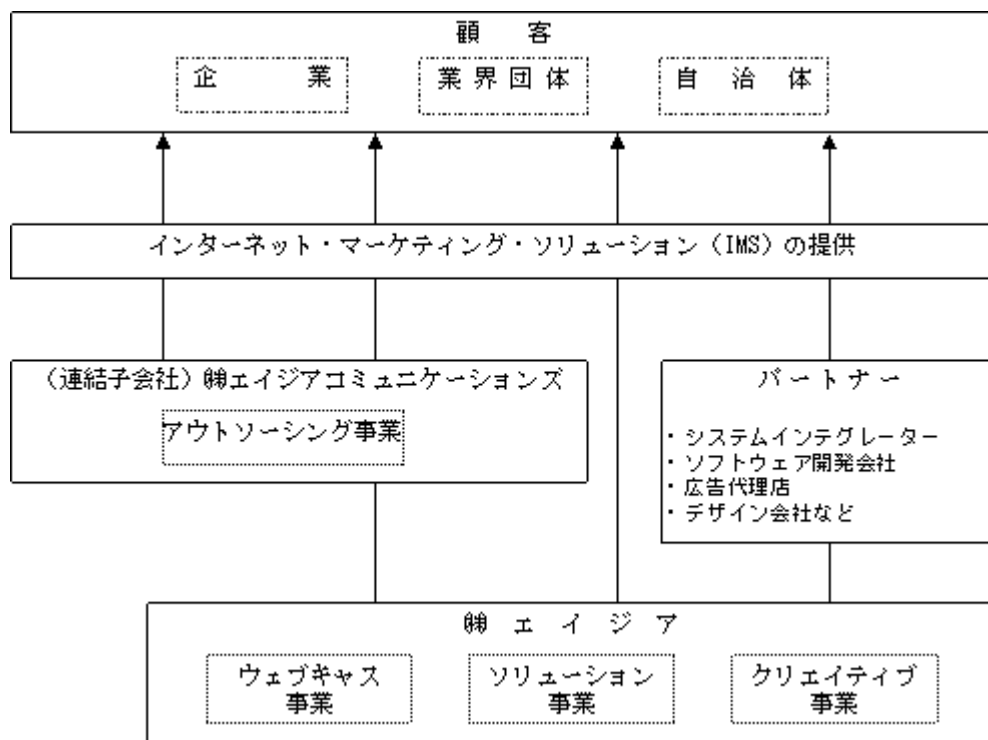 顧客
企業 業界団体 自治体
インターネット・マーケティング・ソリューション（IMS）の提供
（連結子会社）㈱エイジアコミュニケーションズ
アウトソーシング事業
パートナー
・システムインテグレーター
・ソフトウェア開発会社
・広告代理店
・デザイン会社など
㈱エイジア
ウェブキャス
事業
ソリューション
事業
クリエイティブ
事業